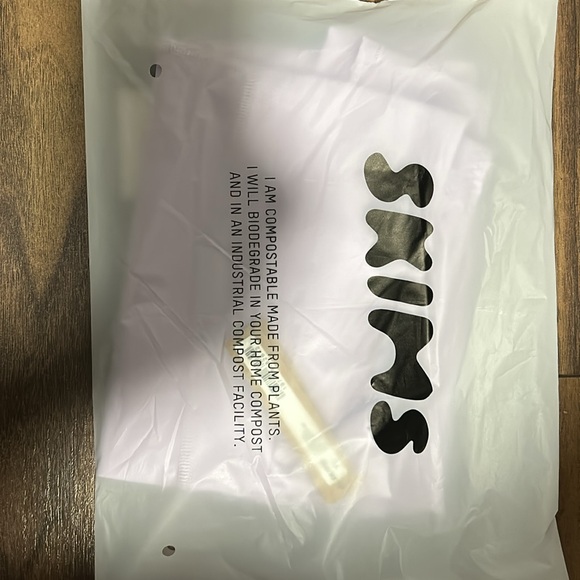 SKIMS
I AM COMPOSTABLE MADE FROM PLANTS.
I WILL BIODEGRADE IN YOUR HOME COMPOST
AND IN AN INDUSTRIAL COMPOST FACILITY.